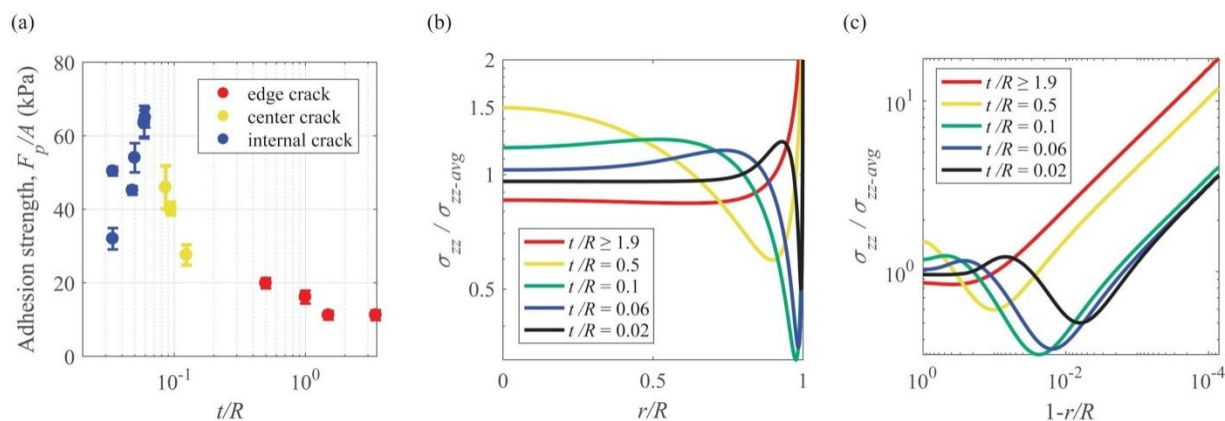 (a)
Adhesion strength, F_p/A (kPa)
80
60
40
20
0
10^-1
10^0
t/R
edge crack
center crack
internal crack
(b)
σ_zz / σ_zz-avg
2
1.5
1
0.5
0
0.5
1
r/R
t/R ≥ 1.9
t/R = 0.5
t/R = 0.1
t/R = 0.06
t/R = 0.02
(c)
σ_zz / σ_zz-avg
10^1
10^0
10^0
10^-2
10^-4
1-r/R
t/R ≥ 1.9
t/R = 0.5
t/R = 0.1
t/R = 0.06
t/R = 0.02